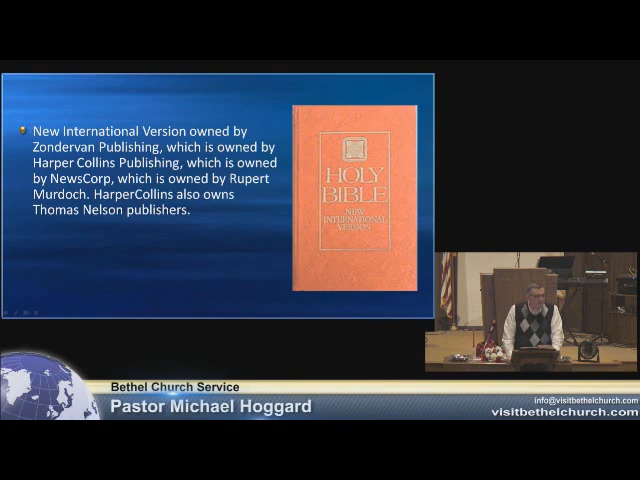 New International Version owned by
Zondervan Publishing, which is owned by
Harper Collins Publishing, which is owned
by NewsCorp, which is owned by Rupert
Murdoch. HarperCollins also owns
Thomas Nelson publishers.
HOLY
BIBLE
NEW
INTERNATIONAL
VERSION
Bethel Church Service
Pastor Michael Hoggard
info@visitbethelchurch.com
visitbethelchurch.com